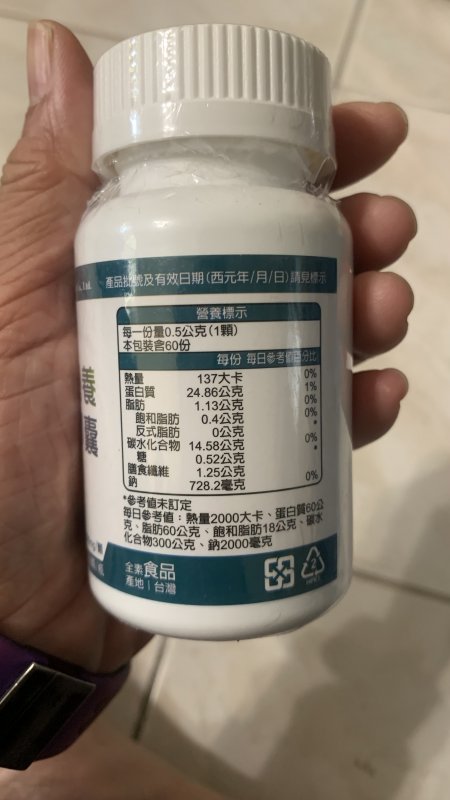 Ltd.
產品批號及有效日期(西元年/月/日)請見標示
營養標示
每一份量0.5公克(1顆)
本包裝含60份
每份 每日參考值百分比
熱量 137大卡 0%
蛋白質 24.86公克 1%
脂肪 1.13公克 0%
飽和脂肪 0.4公克 0%
反式脂肪 0公克 *
碳水化合物 14.58公克 0%
糖 0.52公克 *
膳食纖維 1.25公克
鈉 728.2毫克 0%
*參考值未訂定
每日參考值:熱量2000大卡、蛋白質60公
克、脂肪60公克、飽和脂肪18公克、碳水
化合物300公克、鈉2000毫克
養
囊
全素食品
產地|台灣
2
HDPE